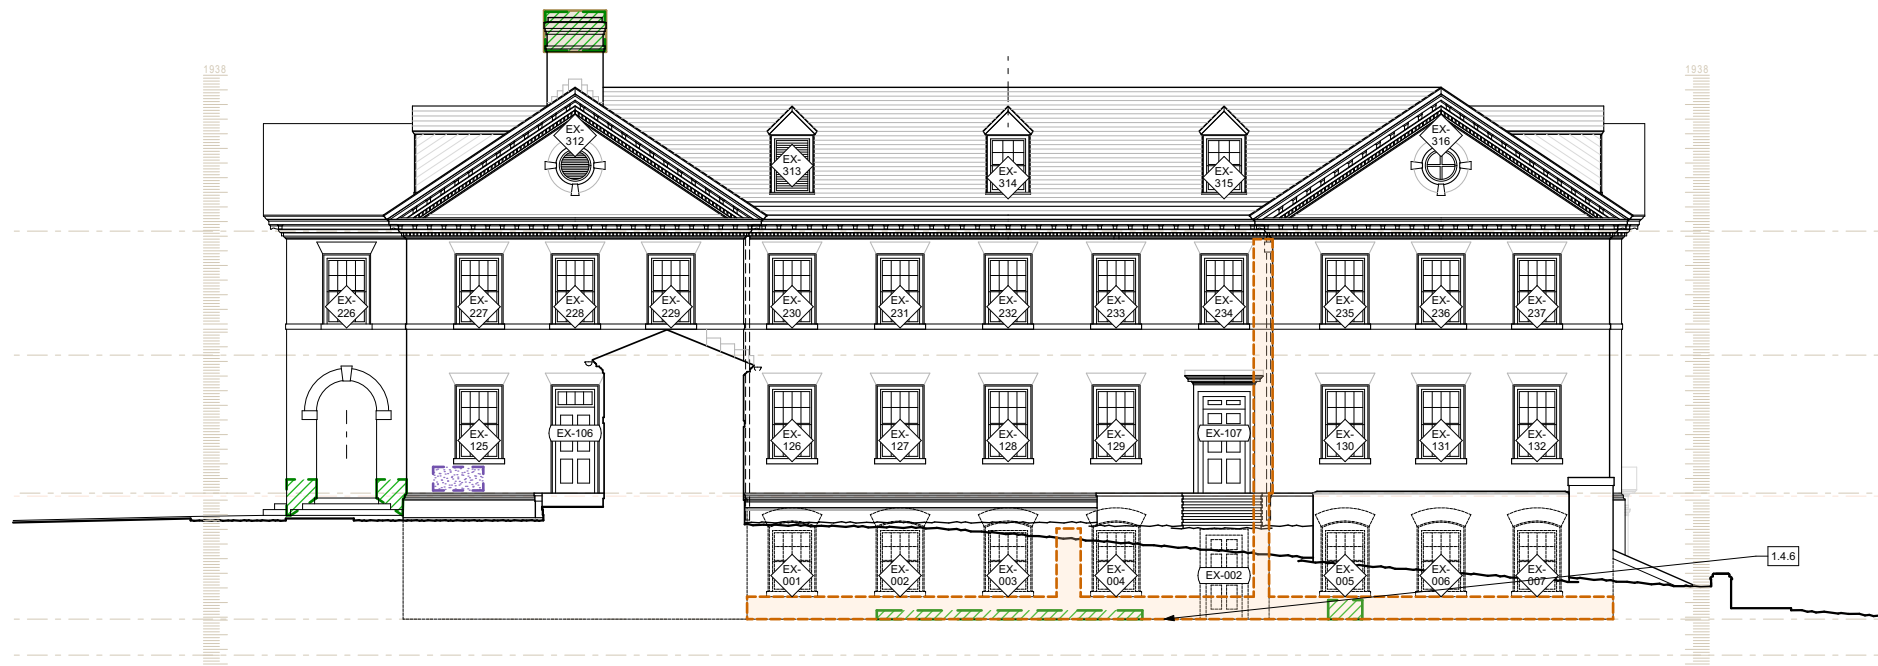 1938
1938
EX-
312
EX-
316
EX-
313
EX-
314
EX-
315
EX-
226
EX-
227
EX-
228
EX-
229
EX-
230
EX-
231
EX-
232
EX-
233
EX-
234
EX-
235
EX-
236
EX-
237
EX-
125
EX-106
EX-
126
EX-
127
EX-
128
EX-
129
EX-107
EX-
130
EX-
131
EX-
132
1.4.6
EX-
001
EX-
002
EX-
003
EX-
004
EX-002
EX-
005
EX-
006
EX-
007